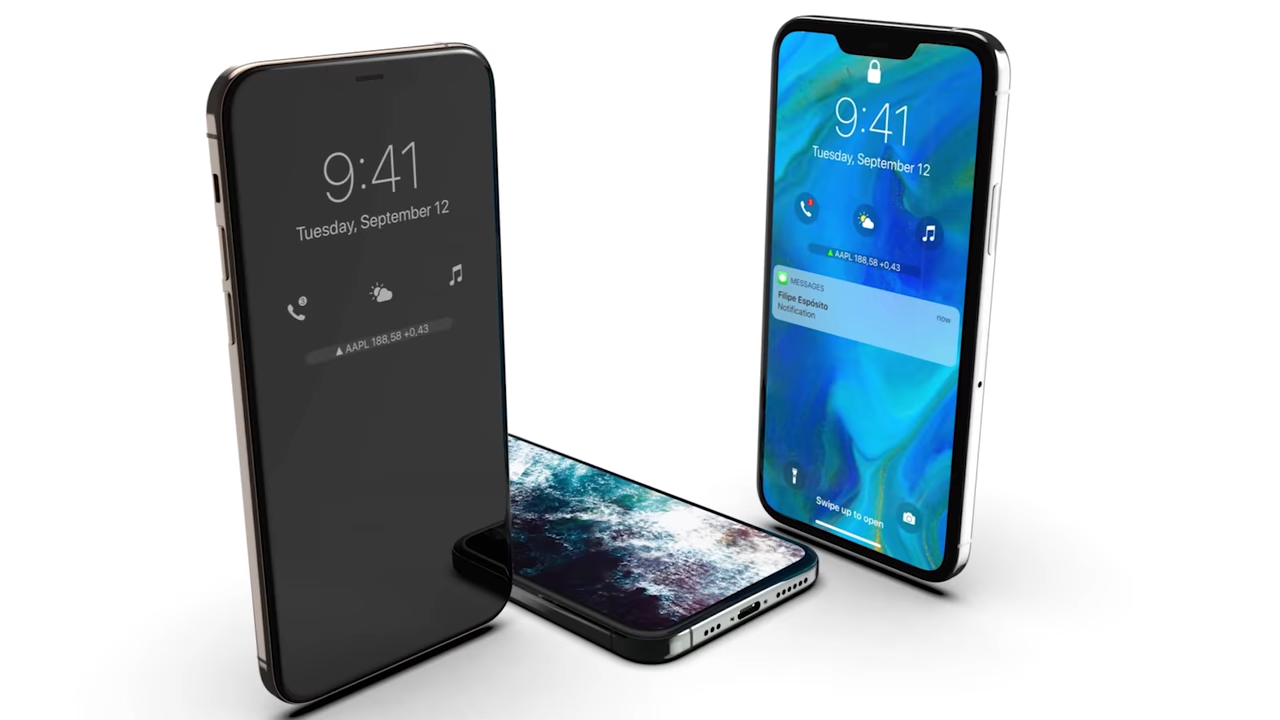 9:41
Tuesday, September 12
3
▲ AAPL 188,58 +0,43
9:41
Tuesday, September 12
▲ AAPL 188,58 +0,43
MESSAGES
now
Filipe Espósito
Notification
Swipe up to open